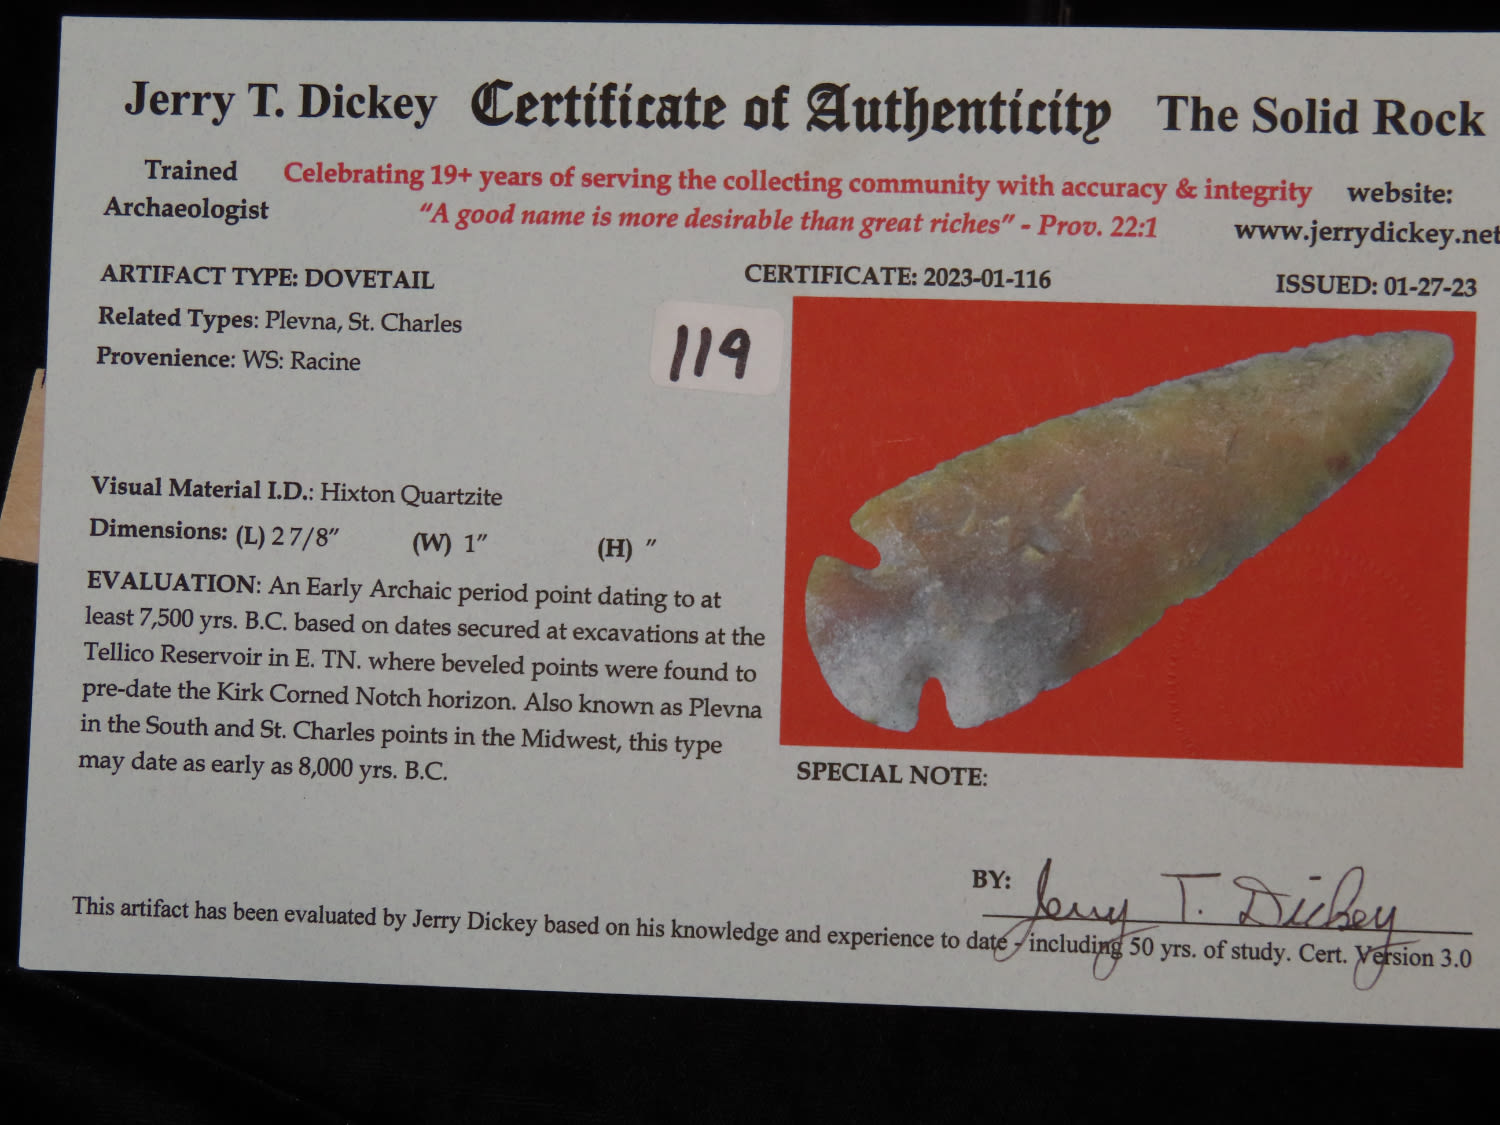 Jerry T. Dickey Certificate of Authenticity The Solid Rock
Trained Archaeologist
Celebrating 19+ years of serving the collecting community with accuracy & integrity
"A good name is more desirable than great riches" - Prov. 22:1
website:
www.jerrydickey.net
ARTIFACT TYPE: DOVETAIL
CERTIFICATE: 2023-01-116
ISSUED: 01-27-23
Related Types: Plevna, St. Charles
Provenience: WS: Racine
119
Visual Material I.D.: Hixton Quartzite
Dimensions: (L) 2 7/8" (W) 1" (H) "
EVALUATION: An Early Archaic period point dating to at
least 7,500 yrs. B.C. based on dates secured at excavations at the
Tellico Reservoir in E. TN. where beveled points were found to
pre-date the Kirk Corned Notch horizon. Also known as Plevna
in the South and St. Charles points in the Midwest, this type
may date as early as 8,000 yrs. B.C.
SPECIAL NOTE:
BY: Jerry T. Dickey
This artifact has been evaluated by Jerry Dickey based on his knowledge and experience to date - including 50 yrs. of study. Cert. Version 3.0